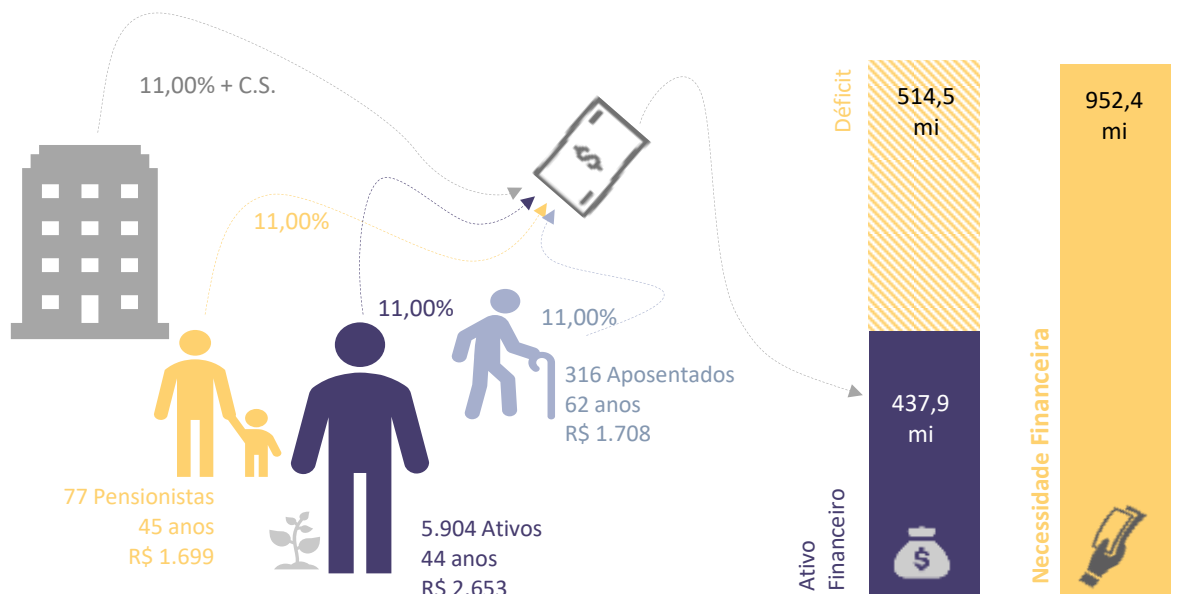 11,00% + C.S.
11,00%
11,00%
11,00%
316 Aposentados
62 anos
R$ 1.708
77 Pensionistas
45 anos
R$ 1.699
5.904 Ativos
44 anos
R$ 2.653
$
Déficit
514,5
mi
437,9
mi
Ativo
Financeiro
$
952,4
mi
Necessidade Financeira